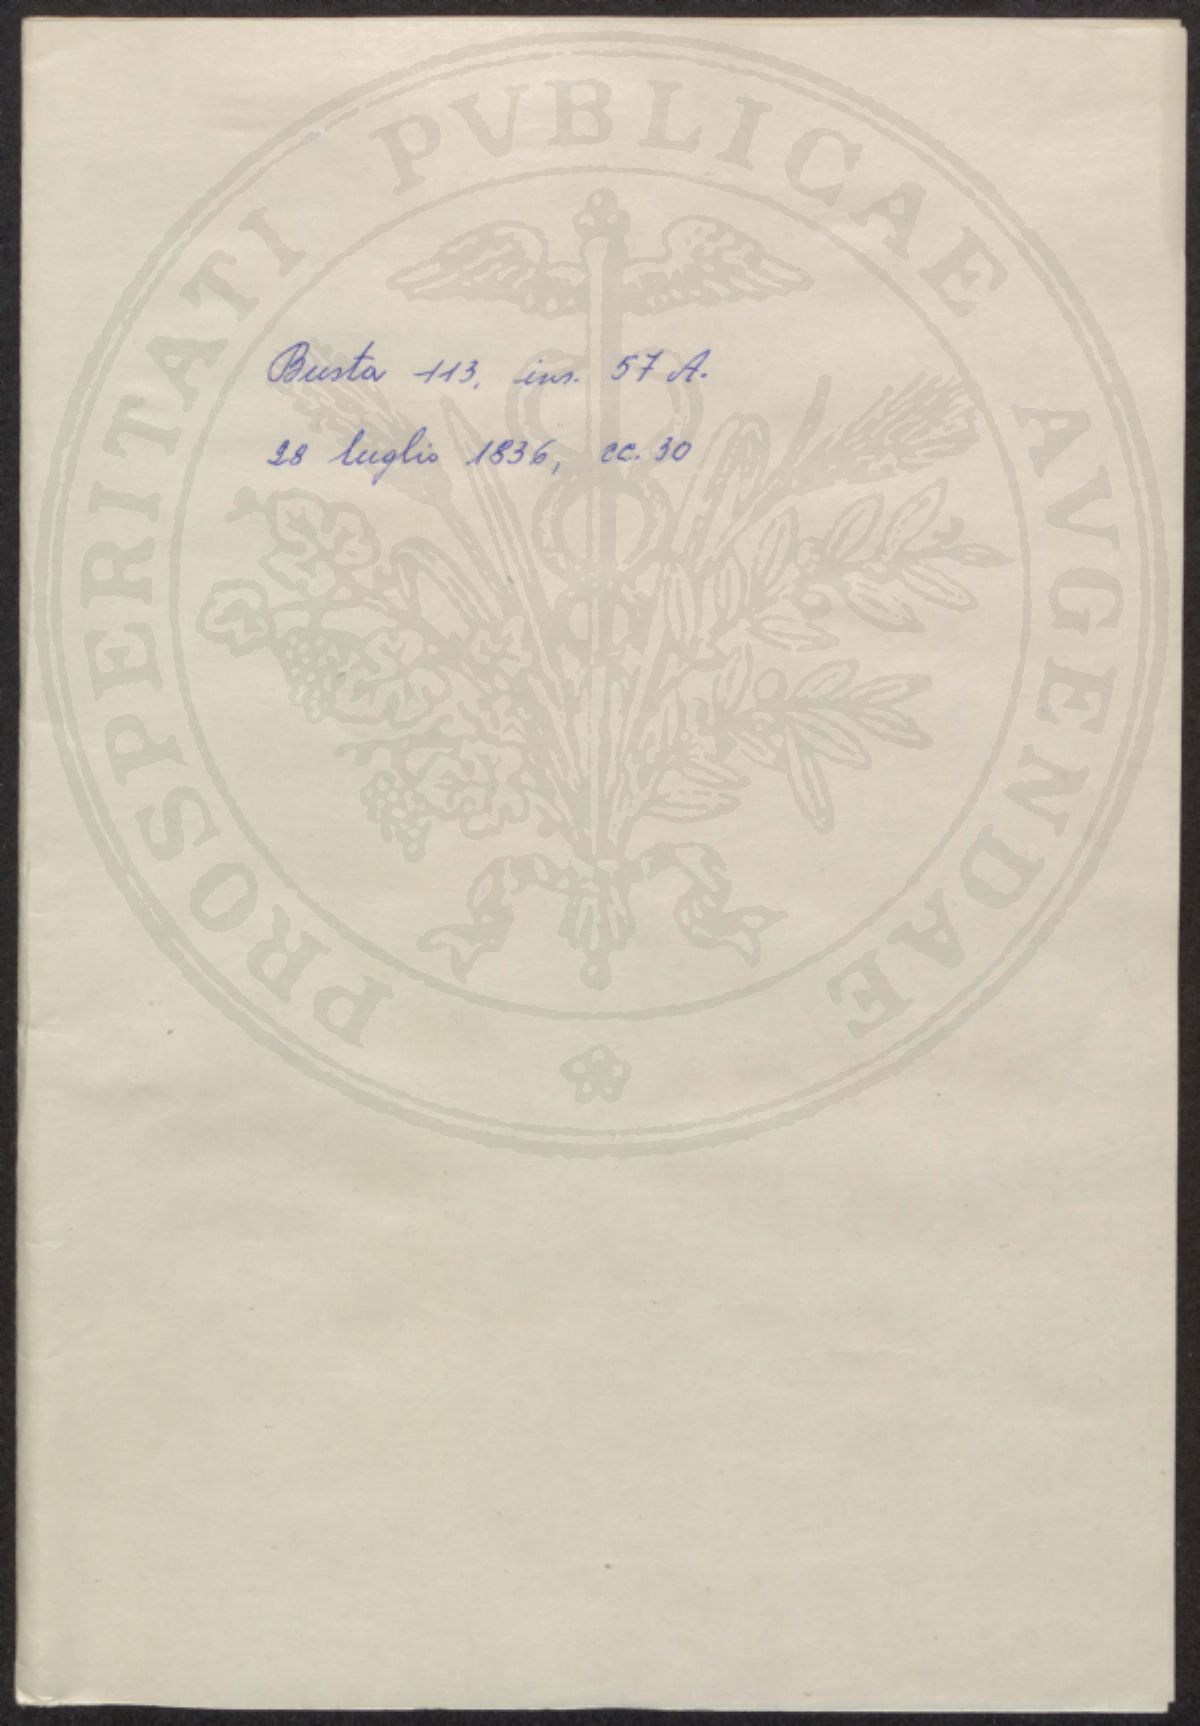 PROSPERITATI PVBLICAE AVGENDAE
Busta 113, ins. 57 A.
28 luglio 1836, cc. 30